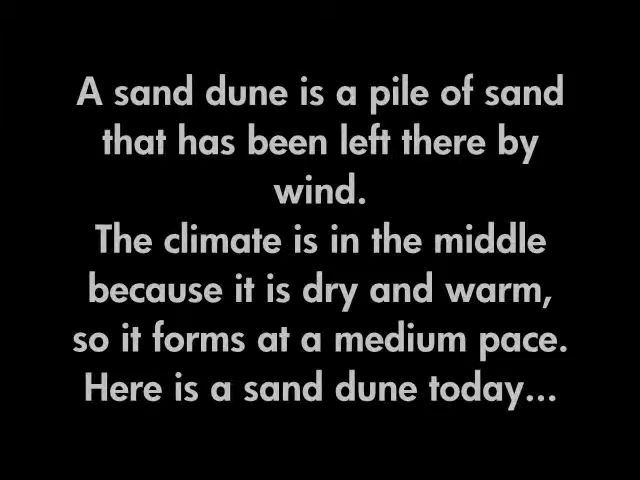 A sand dune is a pile of sand
that has been left there by
wind.
The climate is in the middle
because it is dry and warm,
so it forms at a medium pace.
Here is a sand dune today...